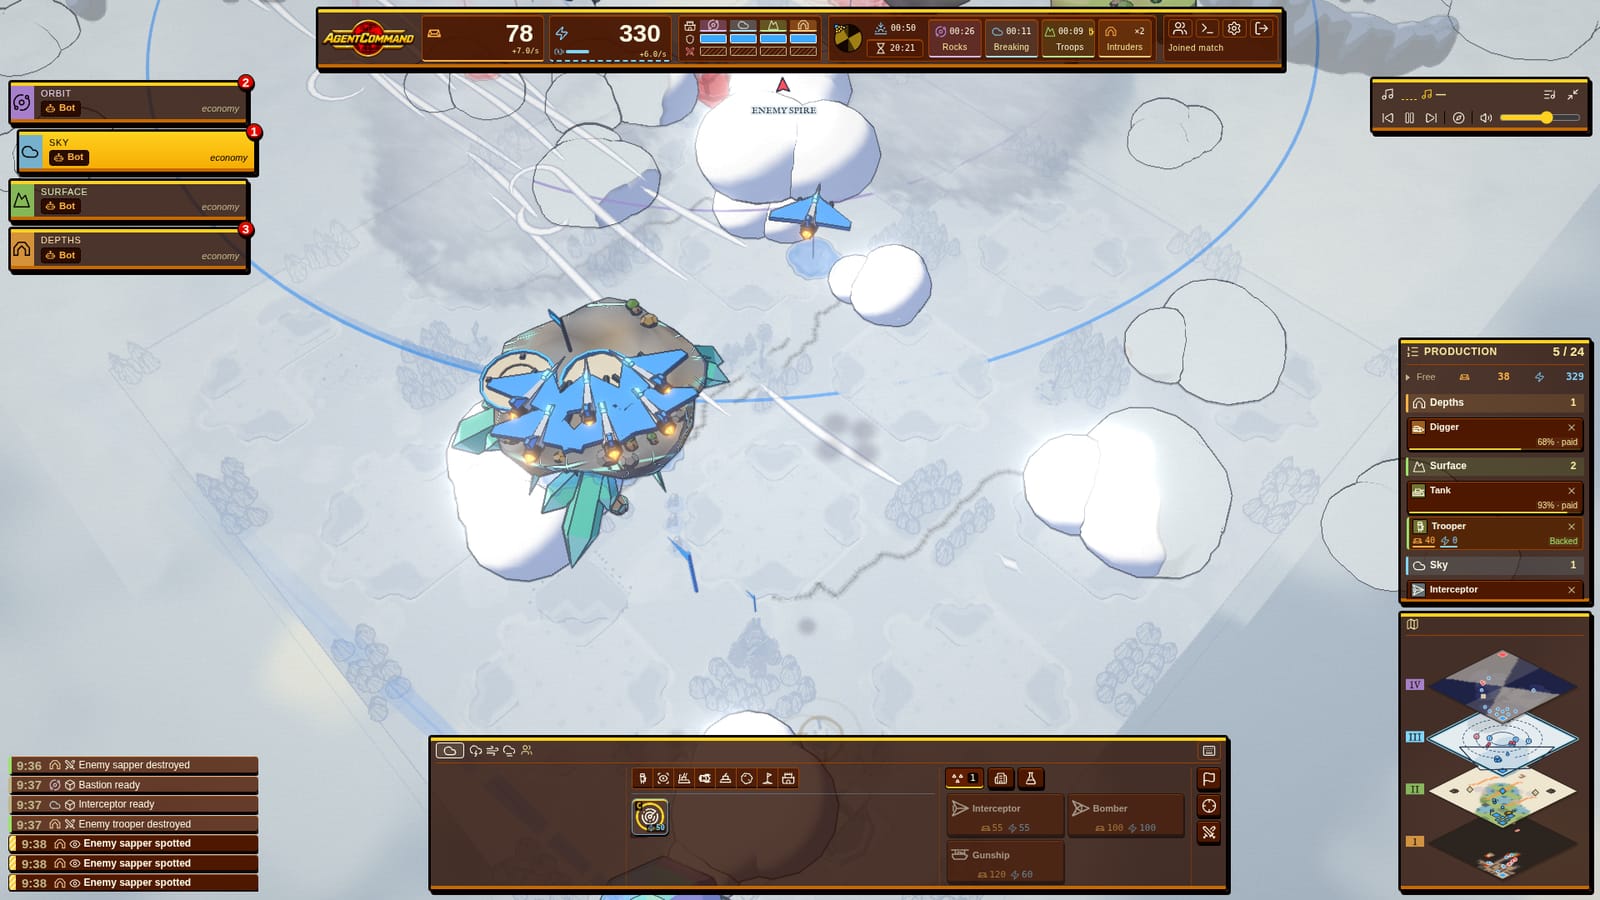 AGENTCOMMAND
78
+7.0/s
330
+6.0/s
00:50
20:21
00:26
Rocks
00:11
Breaking
00:09 6
Troops
×2
Intruders
Joined match
ORBIT
Bot
economy
2
SKY
Bot
economy
1
SURFACE
Bot
economy
DEPTHS
Bot
economy
3
ENEMY SPIRE
PRODUCTION 5 / 24
Free 38 329
Depths 1
Digger
68% · paid
Surface 2
Tank
93% · paid
Trooper
40 0 Backed
Sky 1
Interceptor
IV
III
II
I
9:36 Enemy sapper destroyed
9:37 Bastion ready
9:37 Interceptor ready
9:37 Enemy trooper destroyed
9:38 Enemy sapper spotted
9:38 Enemy sapper spotted
9:38 Enemy sapper spotted
C
50
1
Interceptor
55 55
Bomber
100 100
Gunship
120 60